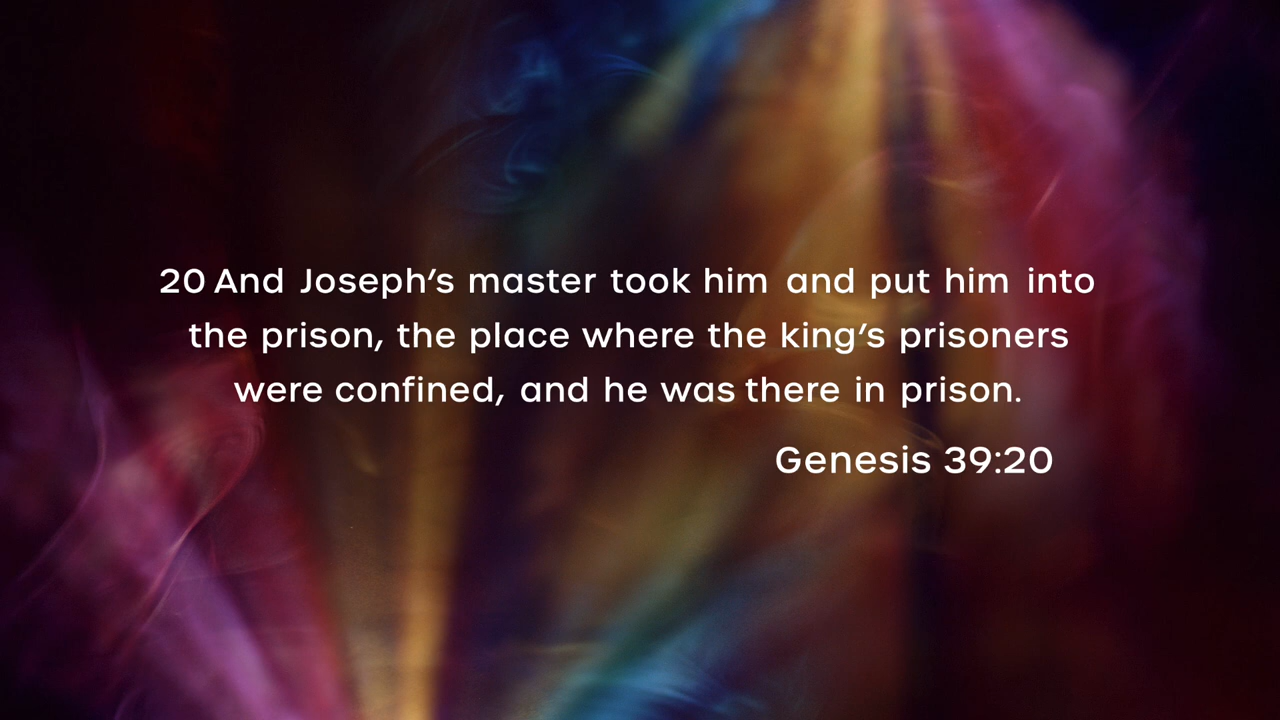 20 And Joseph’s master took him and put him into
the prison, the place where the king’s prisoners
were confined, and he was there in prison.
Genesis 39:20